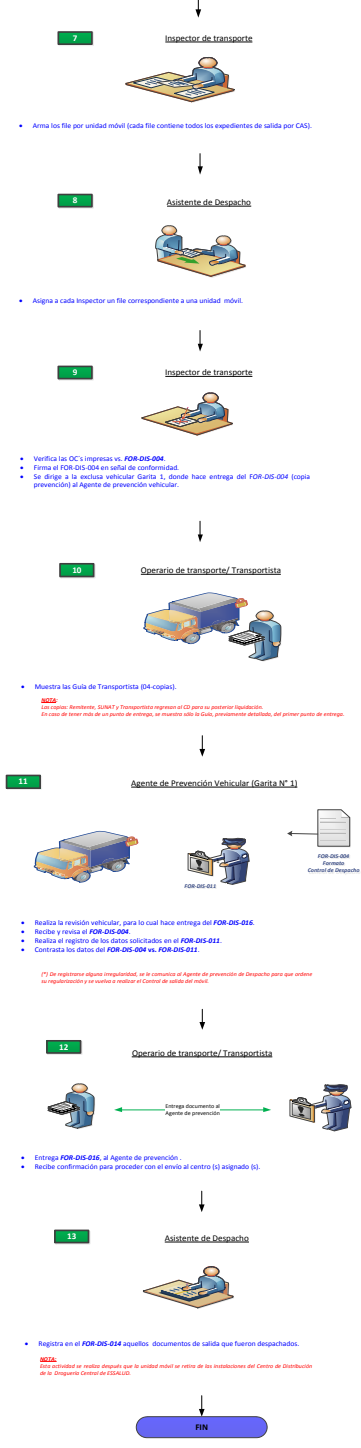 7
Inspector de transporte
• Arma los file por unidad móvil (cada file contiene todos los expedientes de salida por CAS).
8
Asistente de Despacho
• Asigna a cada Inspector un file correspondiente a una unidad móvil.
9
Inspector de transporte
• Verifica las OC´s impresas vs. FOR-DIS-004.
• Firma el FOR-DIS-004 en señal de conformidad.
• Se dirige a la exclusa vehicular Garita 1, donde hace entrega del FOR-DIS-004 (copia
prevención) al Agente de prevención vehicular.
10
Operario de transporte/ Transportista
• Muestra las Guía de Transportista (04-copias).
NOTA:
Las copias: Remitente, SUNAT y Transportista regresan al CD para su posterior liquidación.
En caso de tener más de un punto de entrega, se muestra sólo la Guía, previamente detallada, del primer punto de entrega.
11
Agente de Prevención Vehicular (Garita N° 1)
FOR-DIS-011
FOR-DIS-004
Formato
Control de Despacho
• Realiza la revisión vehicular, para lo cual hace entrega del FOR-DIS-016.
• Recibe y revisa el FOR-DIS-004.
• Realiza el registro de los datos solicitados en el FOR-DIS-011.
• Contrasta los datos del FOR-DIS-004 vs. FOR-DIS-011.
(*) De registrarse alguna irregularidad, se le comunica al Agente de prevención de Despacho para que ordene
su regularización y se vuelva a realizar el Control de salida del móvil.
12
Operario de transporte/ Transportista
Entrega documento al
Agente de prevención
• Entrega FOR-DIS-016, al Agente de prevención .
• Recibe confirmación para proceder con el envío al centro (s) asignado (s).
13
Asistente de Despacho
• Registra en el FOR-DIS-014 aquellos documentos de salida que fueron despachados.
NOTA:
Esta actividad se realiza después que la unidad móvil se retira de las instalaciones del Centro de Distribución
de la Droguería Central de ESSALUD.
FIN